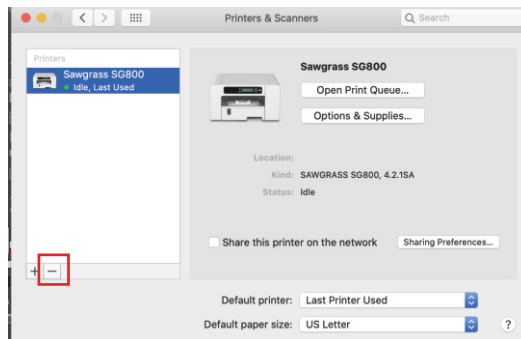 Printers & Scanners
Search
Printers
Sawgrass SG800
Idle, Last Used
Sawgrass SG800
Open Print Queue...
Options & Supplies...
Location:
Kind: SAWGRASS SG800, 4.2.1SA
Status: Idle
Share this printer on the network
Sharing Preferences...
+ −
Default printer: Last Printer Used
Default paper size: US Letter
?